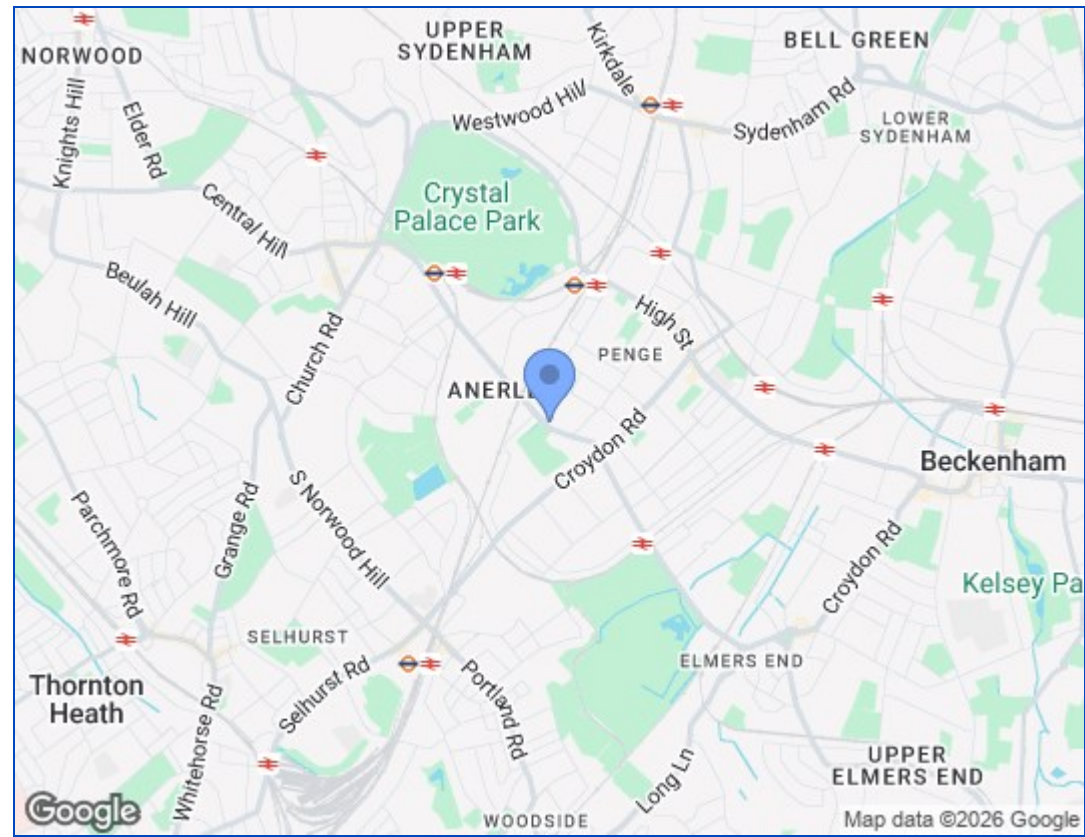 UPPER
SYDENHAM
NORWOOD
Kirkdale
BELL GREEN
Knights Hill
Elder Rd
Westwood Hill
Sydenham Rd
LOWER
SYDENHAM
Central Hill
Crystal
Palace Park
Beulah Hill
Church Rd
High St
PENGE
ANERLE
Croydon Rd
Beckenham
Parchmore Rd
Grange Rd
S Norwood Hill
Croydon Rd
Kelsey Pa
SELHURST
ELMERS END
Thornton
Heath
Selhurst Rd
Portland Rd
Whitehorse Rd
Long Ln
UPPER
ELMERS END
WOODSIDE
Google
Map data ©2026 Google